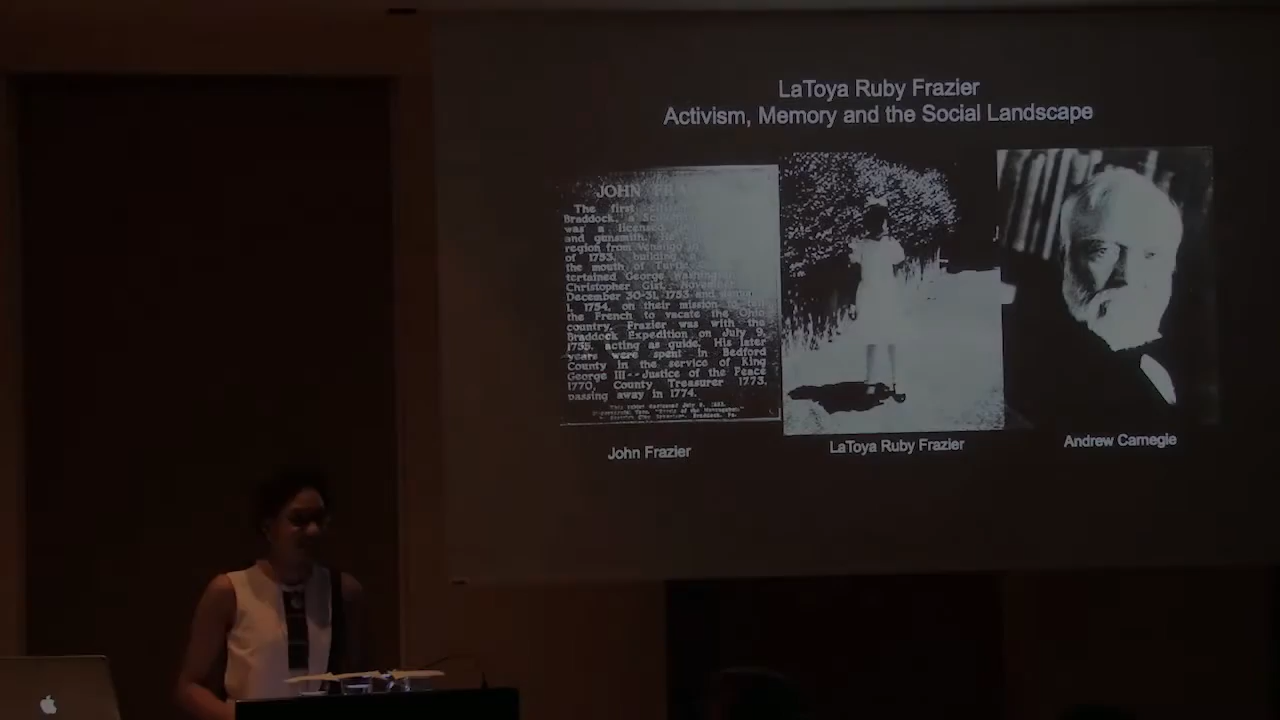 LaToya Ruby Frazier
Activism, Memory and the Social Landscape
JOHN FRA
The first
Braddock, a
was a licensed
and gunsmith.
region from Venango
of 1753, building
the mouth of
tertained George
Christopher Gist, November
December 30-31, 1753 and
1, 1754, on their mission
the French to vacate the Ohio
country. Frazier was with the
Braddock Expedition on July 9,
1755, acting as guide. His later
years were spent in Bedford
County in the service of King
George III--Justice of the Peace
1770, County Treasurer 1773,
passing away in 1774.
John Frazier
LaToya Ruby Frazier
Andrew Carnegie